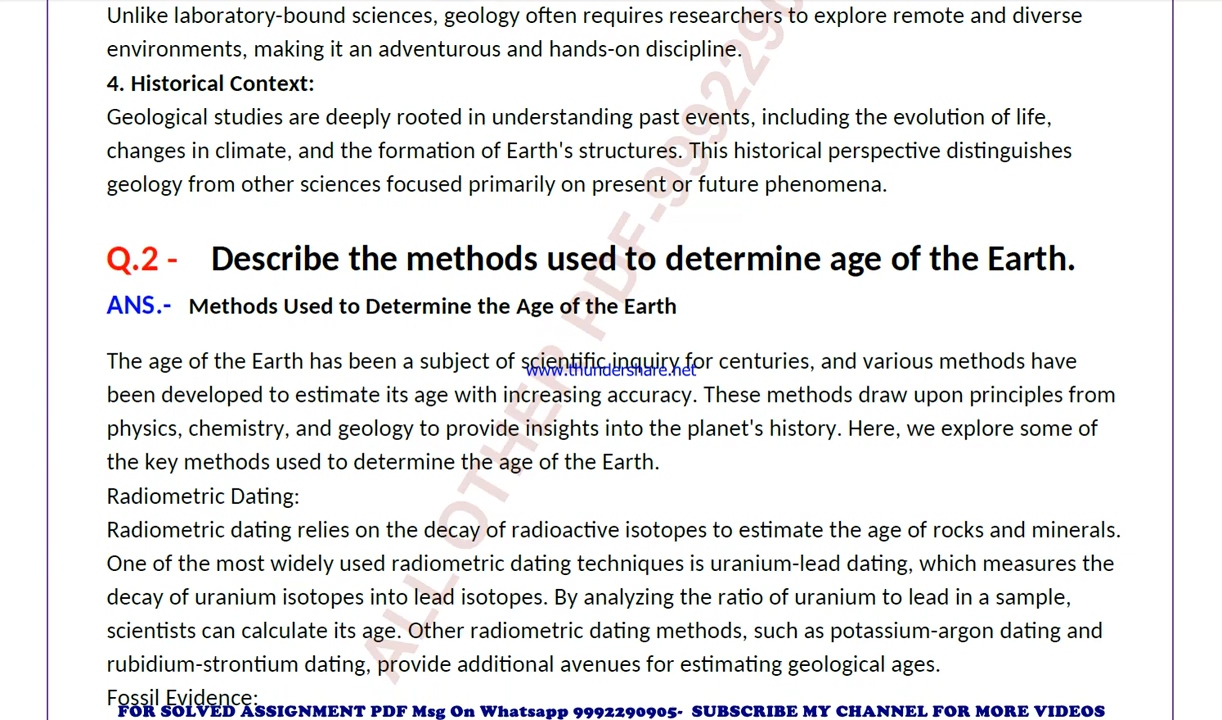 Unlike laboratory-bound sciences, geology often requires researchers to explore remote and diverse
environments, making it an adventurous and hands-on discipline.
4. Historical Context:
Geological studies are deeply rooted in understanding past events, including the evolution of life,
changes in climate, and the formation of Earth's structures. This historical perspective distinguishes
geology from other sciences focused primarily on present or future phenomena.
Q.2 - Describe the methods used to determine age of the Earth.
ANS.- Methods Used to Determine the Age of the Earth
The age of the Earth has been a subject of scientific inquiry for centuries, and various methods have
www.thundershare.net
been developed to estimate its age with increasing accuracy. These methods draw upon principles from
physics, chemistry, and geology to provide insights into the planet's history. Here, we explore some of
the key methods used to determine the age of the Earth.
Radiometric Dating:
Radiometric dating relies on the decay of radioactive isotopes to estimate the age of rocks and minerals.
One of the most widely used radiometric dating techniques is uranium-lead dating, which measures the
decay of uranium isotopes into lead isotopes. By analyzing the ratio of uranium to lead in a sample,
scientists can calculate its age. Other radiometric dating methods, such as potassium-argon dating and
rubidium-strontium dating, provide additional avenues for estimating geological ages.
Fossil Evidence:
FOR SOLVED ASSIGNMENT PDF Msg On Whatsapp 9992290905- SUBSCRIBE MY CHANNEL FOR MORE VIDEOS
ALL OTHER PDF-9992290